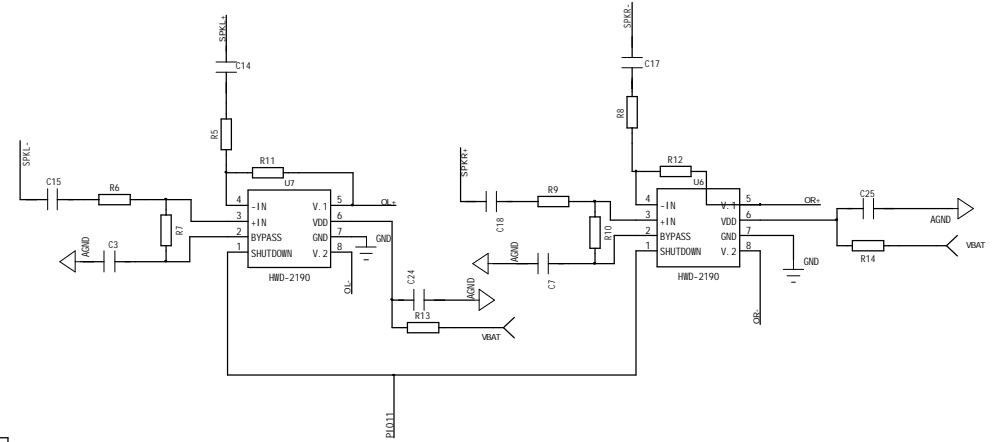 SPKL+
C14
R5
SPKL-
C15
R6
R7
R11
U7
4
-IN
V.1
5
OL+
3
+IN
VDD
6
2
BYPASS
GND
7
GND
1
SHUTDOWN
V.2
8
HWD-2190
OL-
AGND
C3
C24
AGND
R13
VBAT
SPKR-
C17
R8
SPKR+
C18
R9
R10
R12
U6
4
-IN
V.1
5
OR+
3
+IN
VDD
6
2
BYPASS
GND
7
1
SHUTDOWN
V.2
8
HWD-2190
GND
OR-
AGND
C7
C25
AGND
R14
VBAT
PIO11